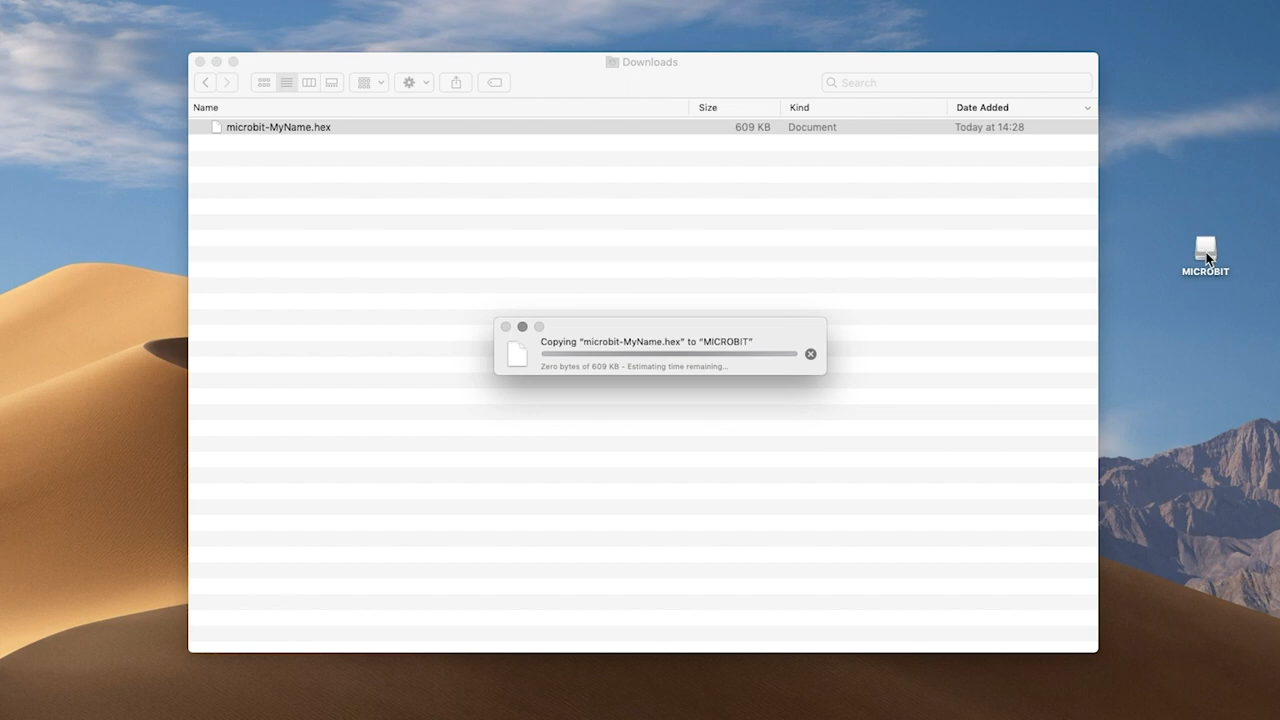 Downloads
Search
Name Size Kind Date Added
microbit-MyName.hex 609 KB Document Today at 14:28
MICROBIT
Copying “microbit-MyName.hex” to “MICROBIT”
Zero bytes of 609 KB - Estimating time remaining...